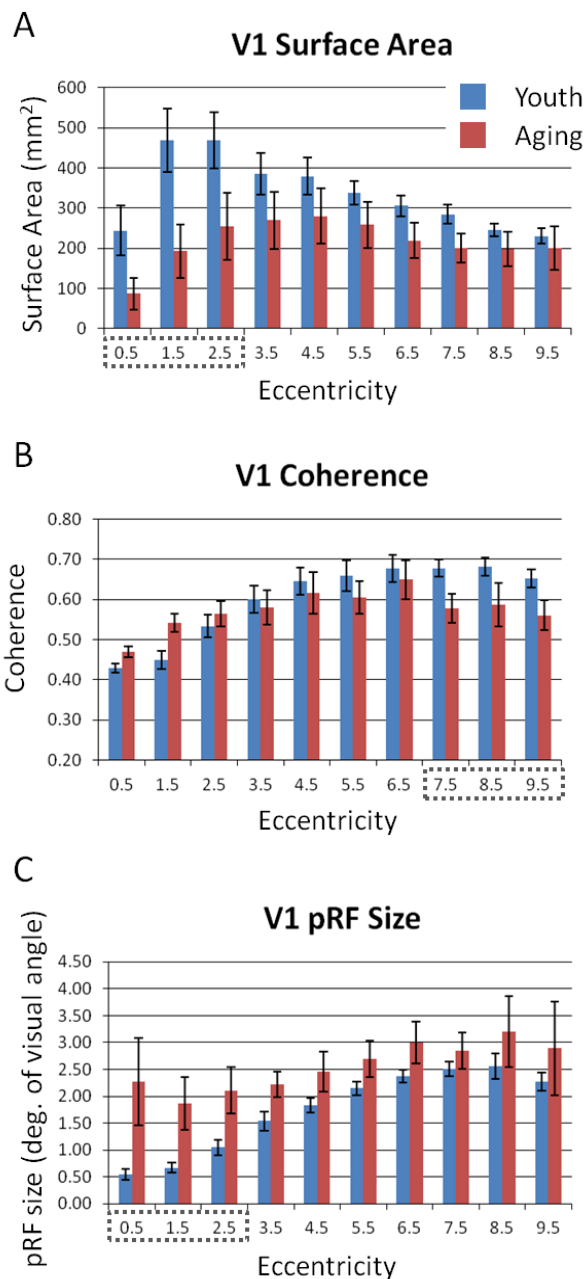 A
V1 Surface Area
Surface Area (mm²)
600
500
400
300
200
100
0
Youth
Aging
0.5 1.5 2.5 3.5 4.5 5.5 6.5 7.5 8.5 9.5
Eccentricity
B
V1 Coherence
Coherence
0.80
0.70
0.60
0.50
0.40
0.30
0.20
0.5 1.5 2.5 3.5 4.5 5.5 6.5 7.5 8.5 9.5
Eccentricity
C
V1 pRF Size
pRF size (deg. of visual angle)
4.50
4.00
3.50
3.00
2.50
2.00
1.50
1.00
0.50
0.00
0.5 1.5 2.5 3.5 4.5 5.5 6.5 7.5 8.5 9.5
Eccentricity